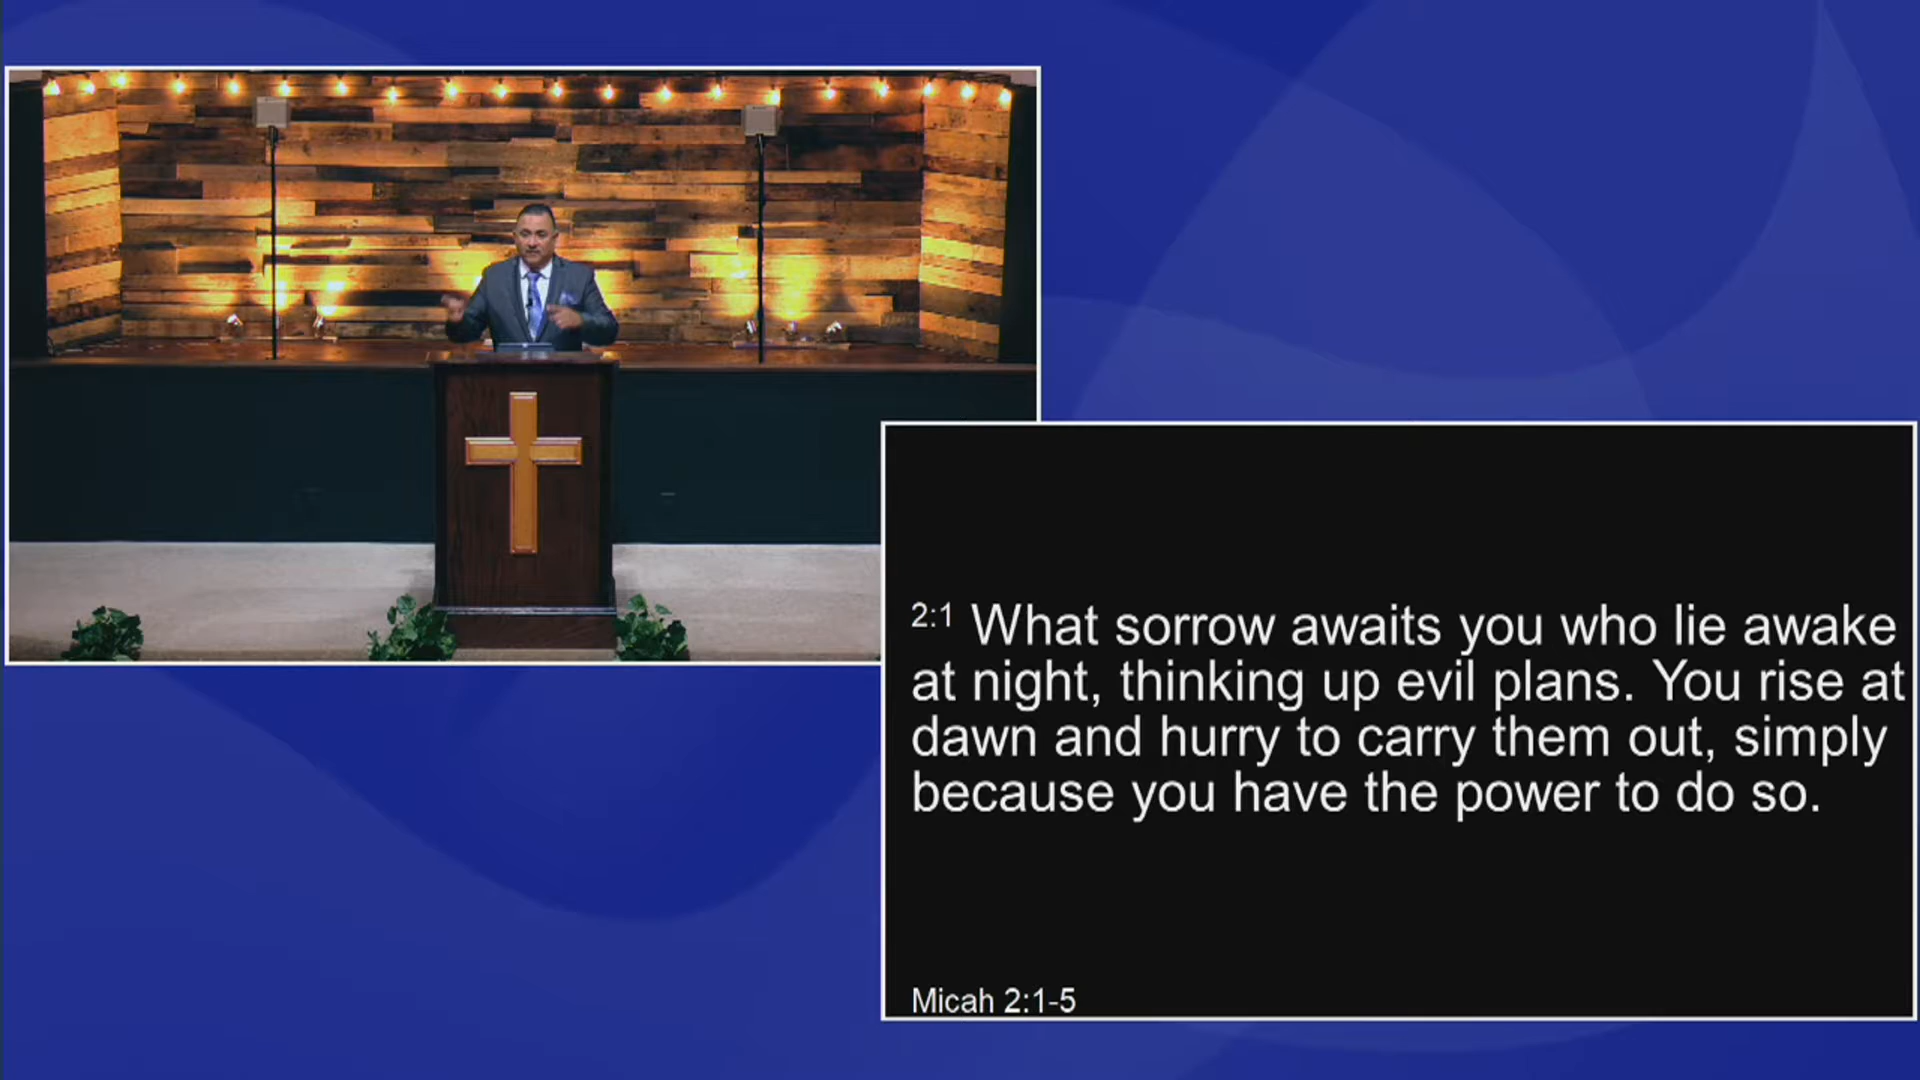 2:1 What sorrow awaits you who lie awake
at night, thinking up evil plans. You rise at
dawn and hurry to carry them out, simply
because you have the power to do so.
Micah 2:1-5